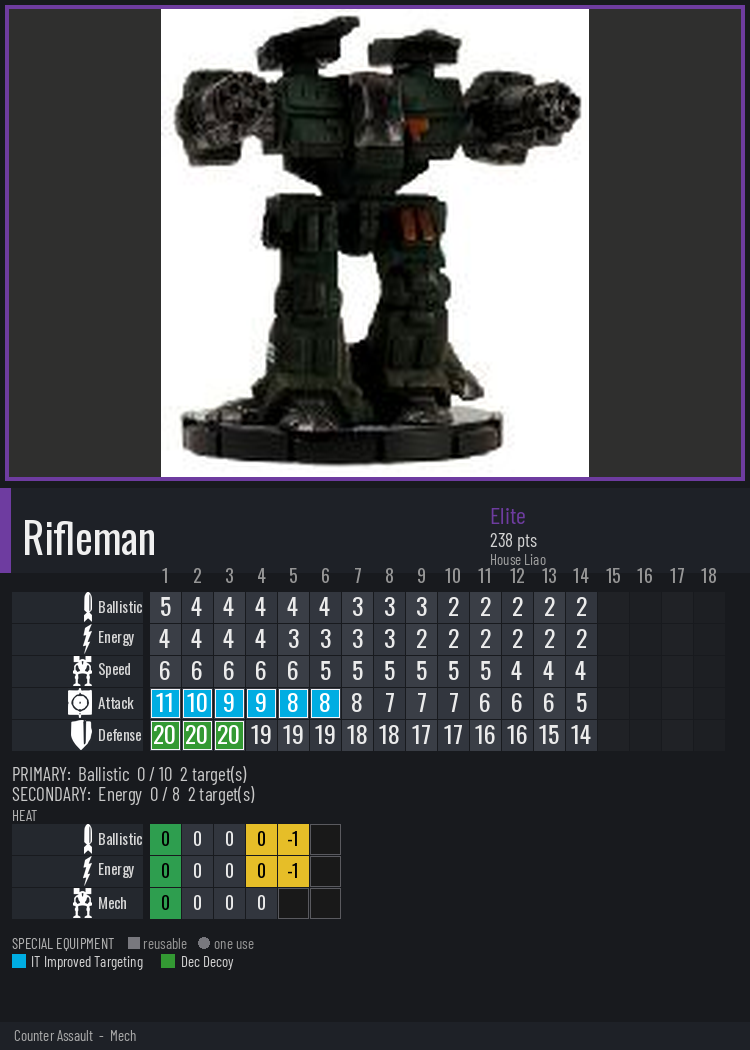 Rifleman
Elite
238 pts
House Liao
1 2 3 4 5 6 7 8 9 10 11 12 13 14 15 16 17 18
Ballistic 5 4 4 4 4 4 3 3 3 2 2 2 2 2
Energy 4 4 4 4 3 3 3 3 2 2 2 2 2 2
Speed 6 6 6 6 6 5 5 5 5 5 5 4 4 4
Attack 11 10 9 9 8 8 8 7 7 7 6 6 6 5
Defense 20 20 20 19 19 19 18 18 17 17 16 16 15 14
PRIMARY: Ballistic 0 / 10 2 target(s)
SECONDARY: Energy 0 / 8 2 target(s)
HEAT
Ballistic 0 0 0 0 -1
Energy 0 0 0 0 -1
Mech 0 0 0 0
SPECIAL EQUIPMENT reusable one use
IT Improved Targeting Dec Decoy
Counter Assault - Mech